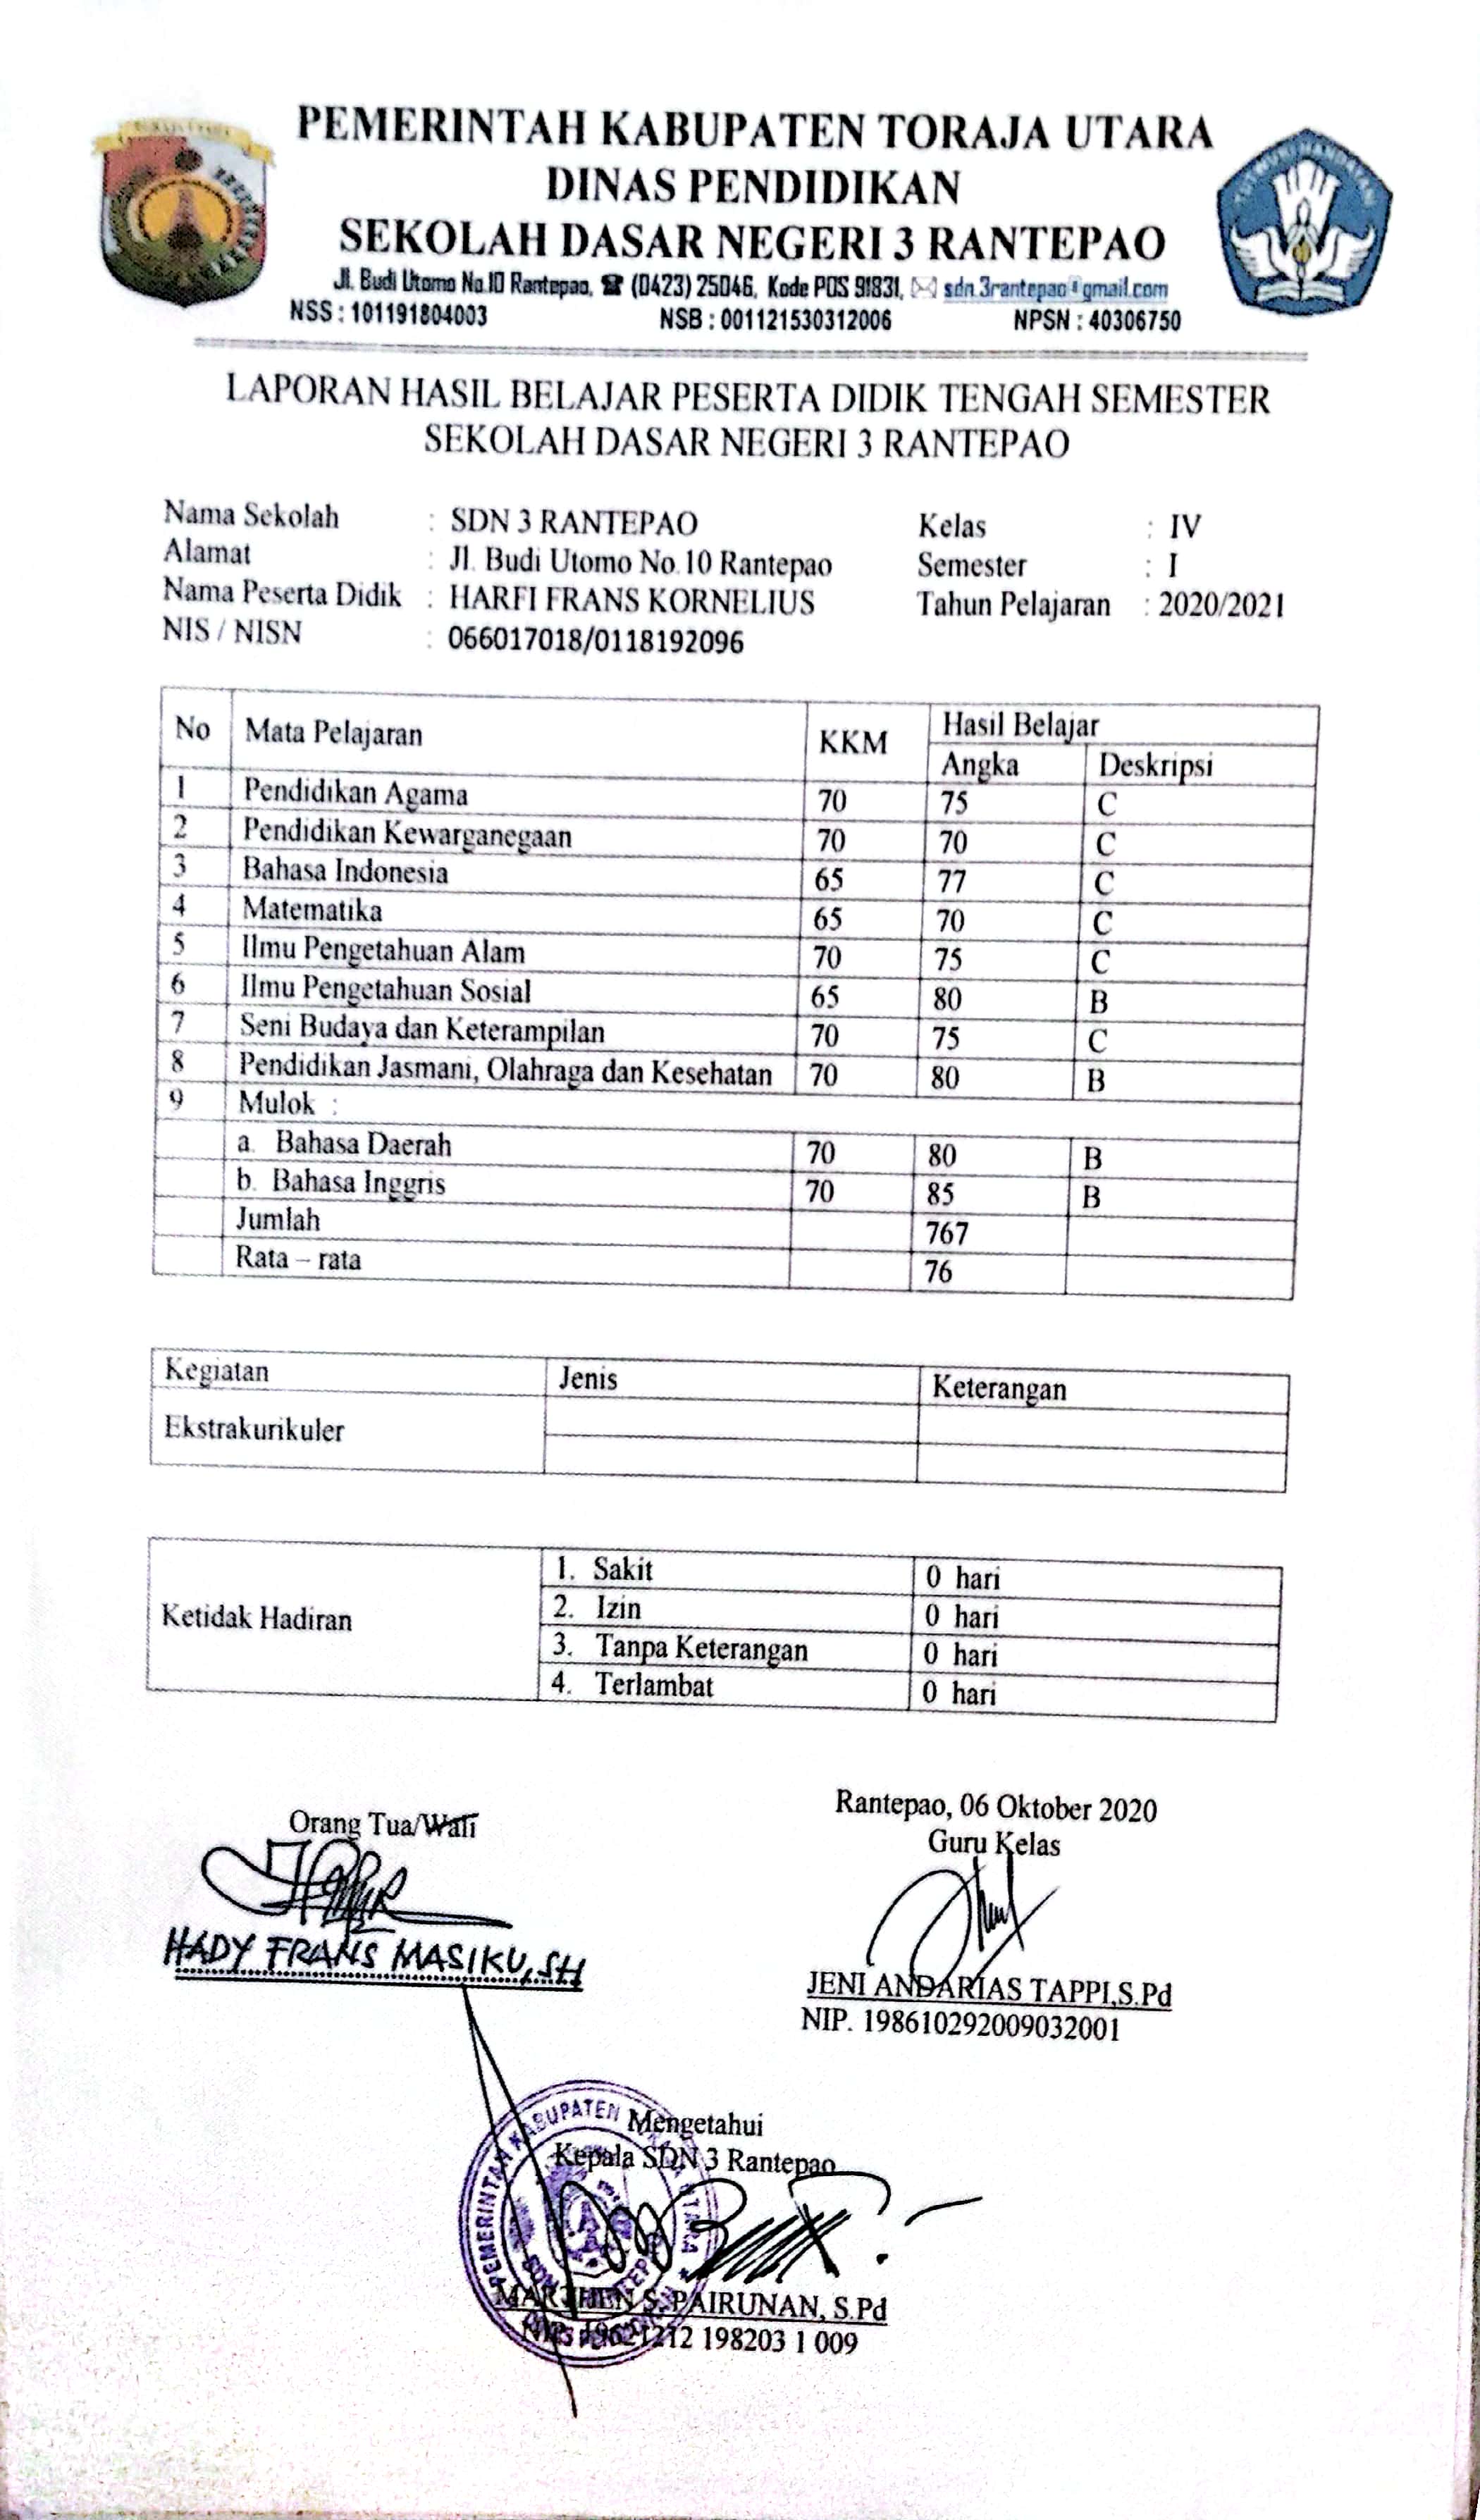 PEMERINTAH KABUPATEN TORAJA UTARA
DINAS PENDIDIKAN
SEKOLAH DASAR NEGERI 3 RANTEPAO
Jl. Budi Utomo No.10 Rantepao, ☎ (0423) 25046, Kode POS 91831, ✉ sdn.3rantepao@gmail.com
NSS : 101191804003 NSB : 001121530312006 NPSN : 40306750
TUT WURI HANDAYANI
LAPORAN HASIL BELAJAR PESERTA DIDIK TENGAH SEMESTER
SEKOLAH DASAR NEGERI 3 RANTEPAO
Nama Sekolah : SDN 3 RANTEPAO Kelas : IV
Alamat : Jl. Budi Utomo No.10 Rantepao Semester : I
Nama Peserta Didik : HARFI FRANS KORNELIUS Tahun Pelajaran : 2020/2021
NIS / NISN : 066017018/0118192096
No Mata Pelajaran KKM Hasil Belajar
Angka Deskripsi
1 Pendidikan Agama 70 75 C
2 Pendidikan Kewarganegaan 70 70 C
3 Bahasa Indonesia 65 77 C
4 Matematika 65 70 C
5 Ilmu Pengetahuan Alam 70 75 C
6 Ilmu Pengetahuan Sosial 65 80 B
7 Seni Budaya dan Keterampilan 70 75 C
8 Pendidikan Jasmani, Olahraga dan Kesehatan 70 80 B
9 Mulok :
a. Bahasa Daerah 70 80 B
b. Bahasa Inggris 70 85 B
Jumlah 767
Rata – rata 76
Kegiatan Jenis Keterangan
Ekstrakurikuler
Ketidak Hadiran
1. Sakit 0 hari
2. Izin 0 hari
3. Tanpa Keterangan 0 hari
4. Terlambat 0 hari
Rantepao, 06 Oktober 2020
Orang Tua/Wali Guru Kelas
HADY FRANS MASIKU, SH
JENI ANDARIAS TAPPI,S.Pd
NIP. 198610292009032001
Mengetahui
Kepala SDN 3 Rantepao
PEMERINTAH KABUPATEN UTARA
MARTHEN S. PAIRUNAN, S.Pd
NIP. 19621212 198203 1 009